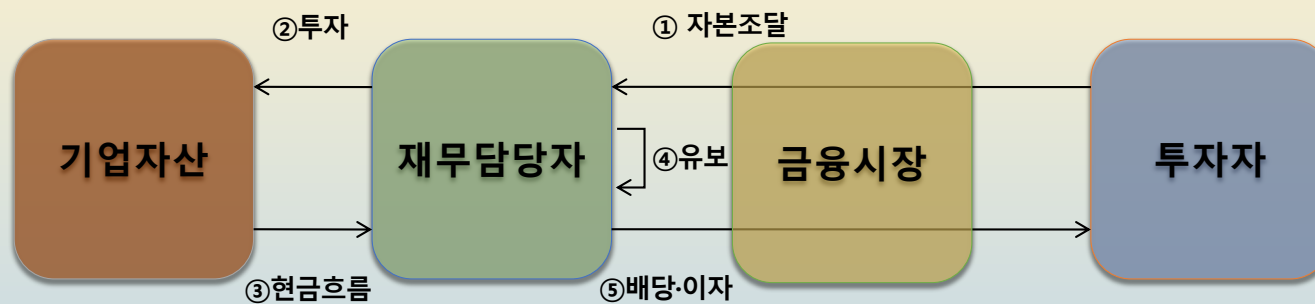 ②투자
① 자본조달
기업자산
재무담당자
④유보
금융시장
투자자
③현금흐름
⑤배당·이자